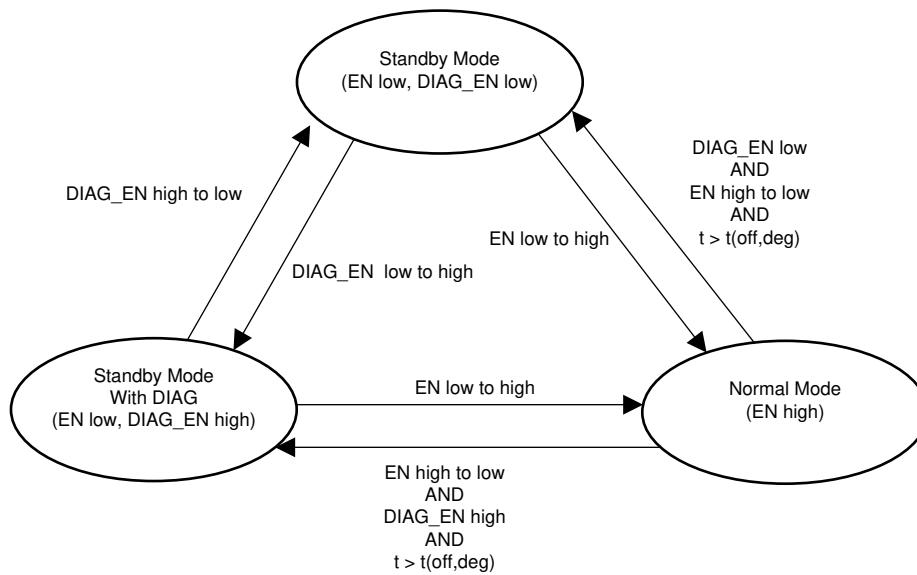 Standby Mode
(EN low, DIAG_EN low)
DIAG_EN low
AND
EN high to low
AND
t > t(off,deg)
DIAG_EN high to low
EN low to high
DIAG_EN  low to high
Standby Mode
With DIAG
(EN low, DIAG_EN high)
EN low to high
Normal Mode
(EN high)
EN high to low
AND
DIAG_EN high
AND
t > t(off,deg)